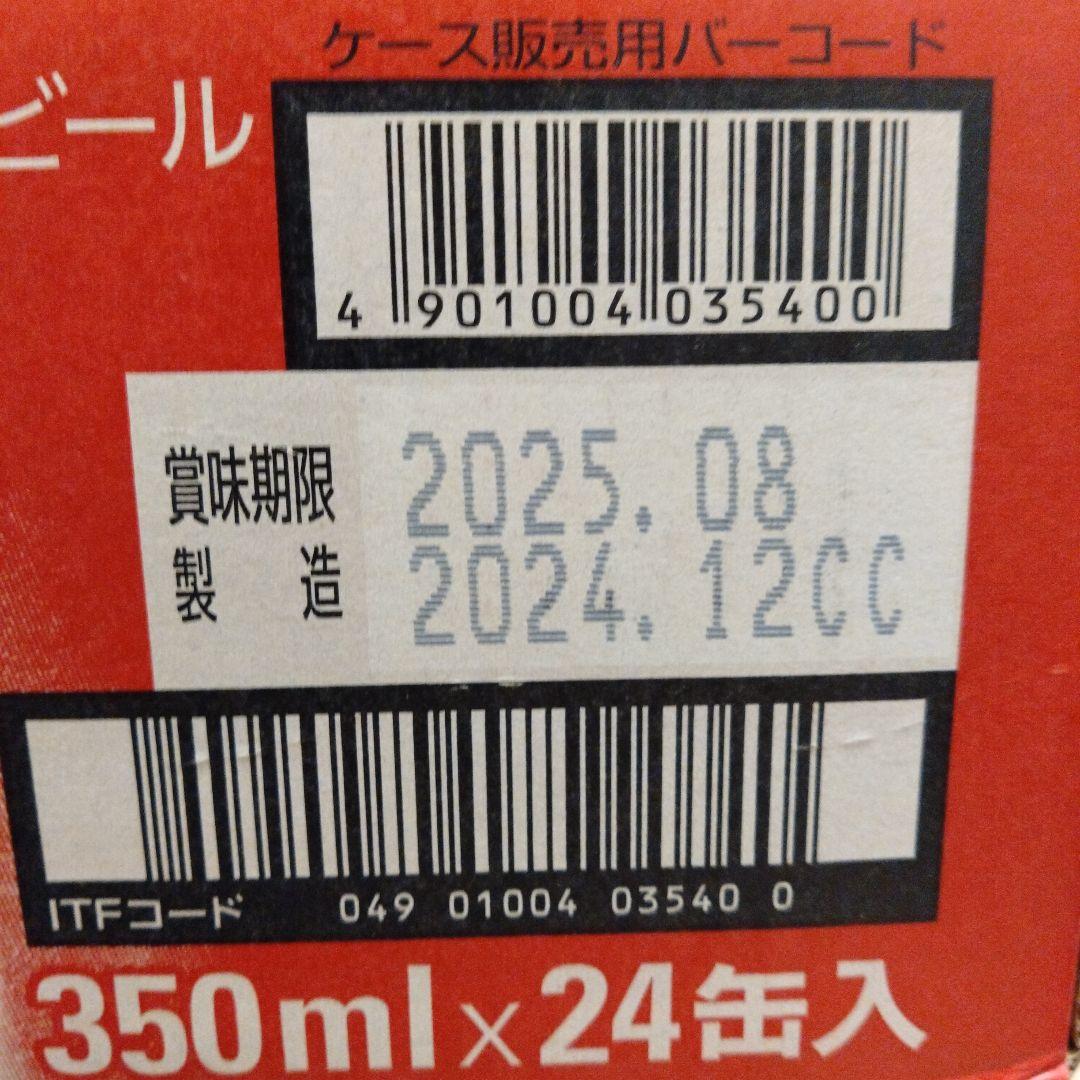 ケース販売用バーコード
ビール
4 901004 035400
賞味期限 2025.08
製造 2024.12CC
ITFコード 049 01004 03540 0
350ml×24缶入